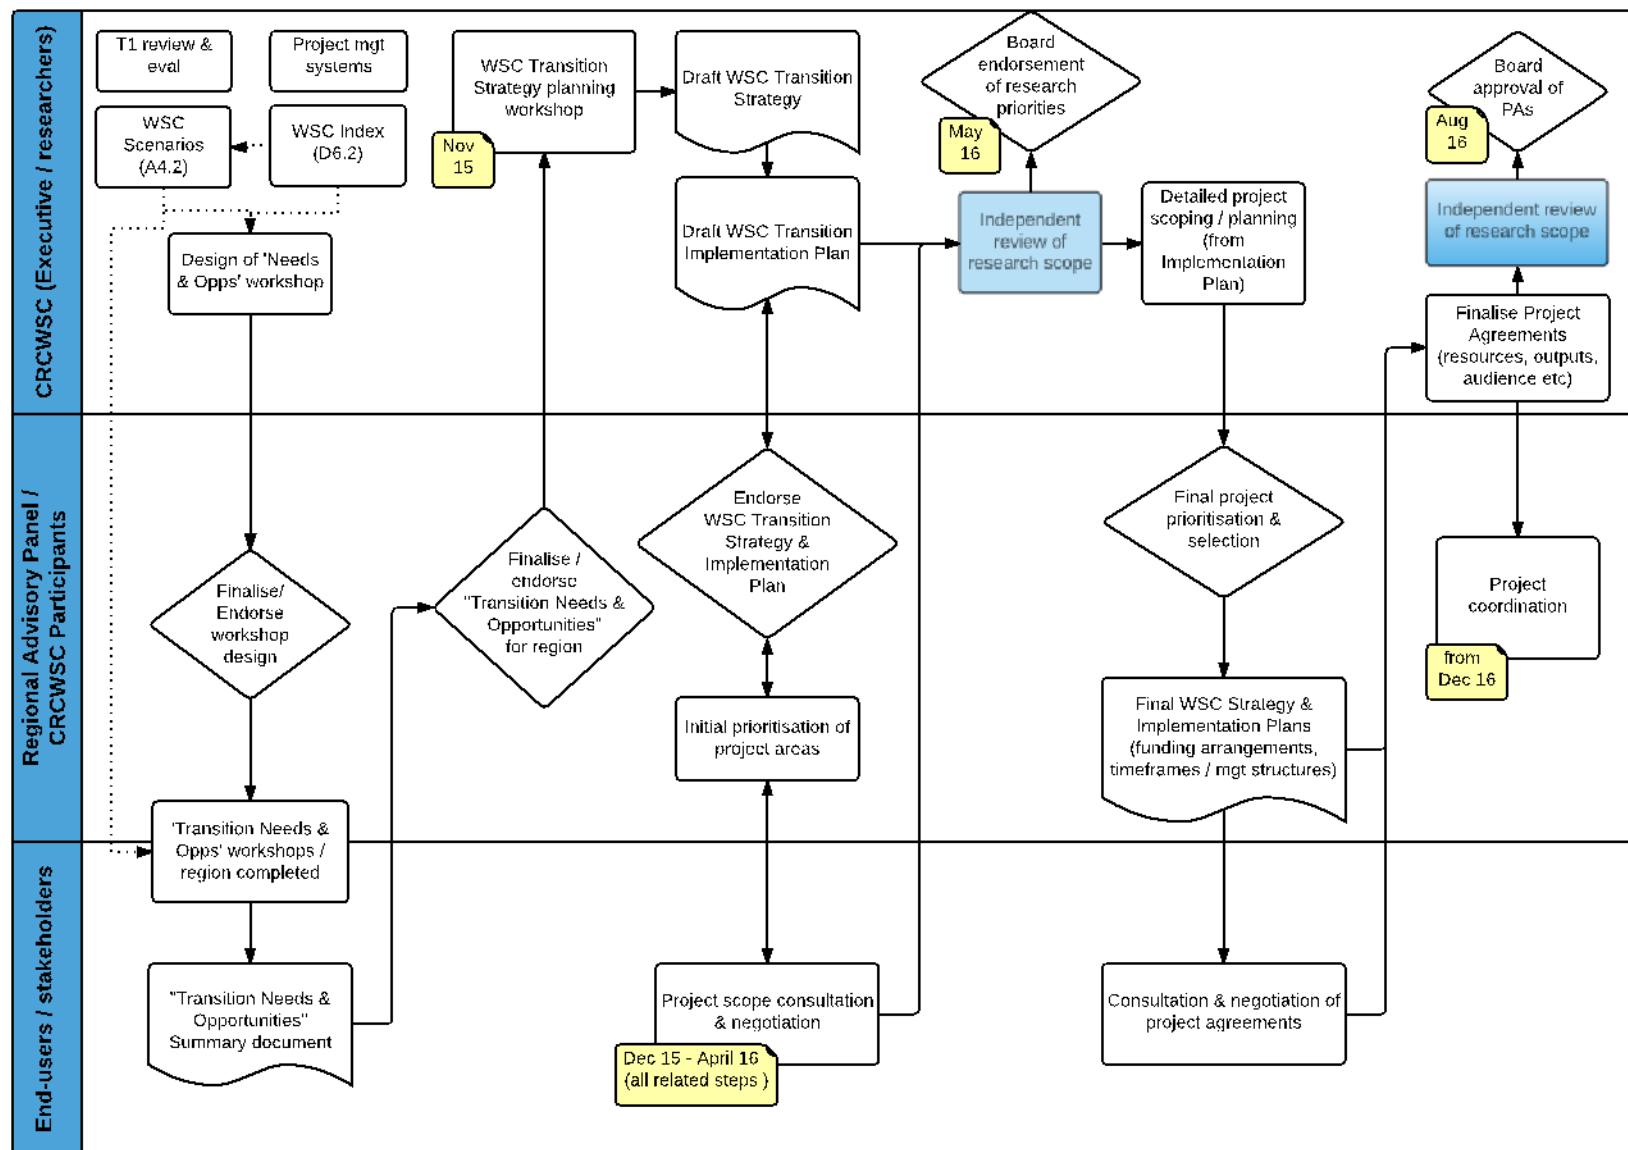 CRCWSC (Executive / researchers)
T1 review &
eval
Project mgt
systems
WSC
Scenarios
(A4.2)
WSC Index
(D6.2)
Design of 'Needs
& Opps' workshop
WSC Transition
Strategy planning
workshop
Nov
15
Draft WSC Transition
Strategy
Draft WSC Transition
Implementation Plan
Board
endorsement
of research
priorities
May
16
Independent
review of
research scope
Detailed project
scoping / planning
(from
Implementation
Plan)
Board
approval of
PAs
Aug
16
Independent review
of research scope
Finalise Project
Agreements
(resources, outputs,
audience etc)
Regional Advisory Panel /
CRCWSC Participants
Finalise/
Endorse
workshop
design
Finalise /
endorse
"Transition Needs &
Opportunities"
for region
Endorse
WSC Transition
Strategy &
Implementation
Plan
Initial prioritisation of
project areas
Final project
prioritisation &
selection
Final WSC Strategy &
Implementation Plans
(funding arrangements,
timeframes / mgt structures)
Project
coordination
from
Dec 16
'Transition Needs &
Opps' workshops /
region completed
End-users / stakeholders
"Transition Needs &
Opportunities"
Summary document
Project scope consultation
& negotiation
Dec 15 - April 16
(all related steps )
Consultation & negotiation of
project agreements